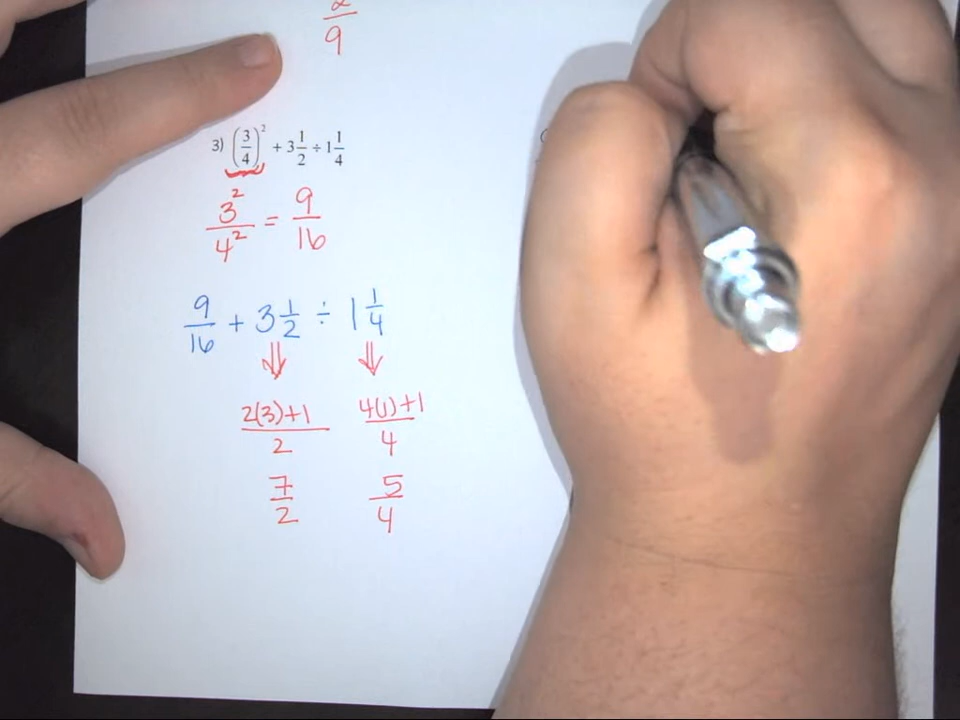 2/9
3) (3/4)² + 3 1/2 ÷ 1 1/4
3²/4² = 9/16
9/16 + 3 1/2 ÷ 1 1/4
⇓ ⇓
2(3)+1/2 4(1)+1/4
7/2 5/4